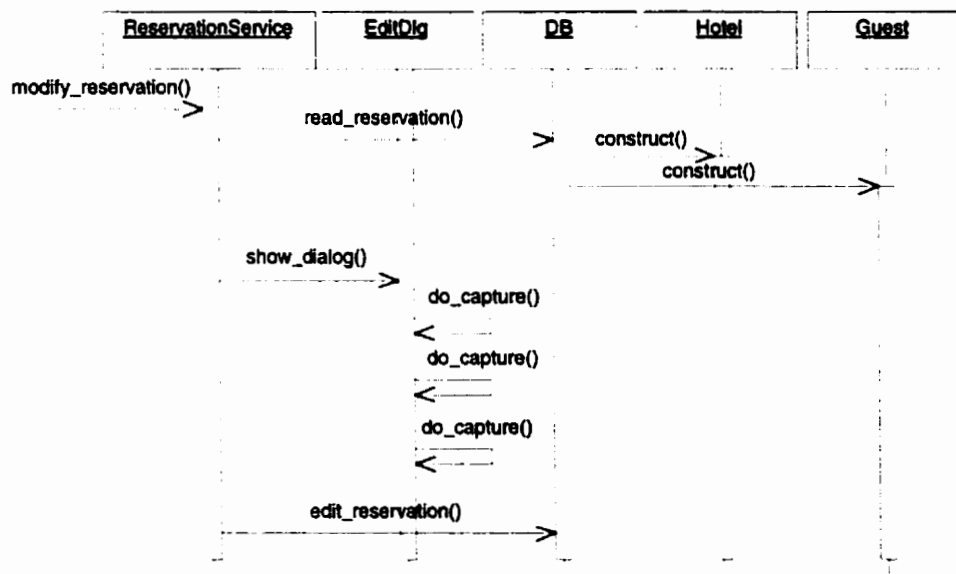 ReservationService EditDlg DB Hotel Guest
modify_reservation()
read_reservation()
construct()
construct()
show_dialog()
do_capture()
do_capture()
do_capture()
edit_reservation()